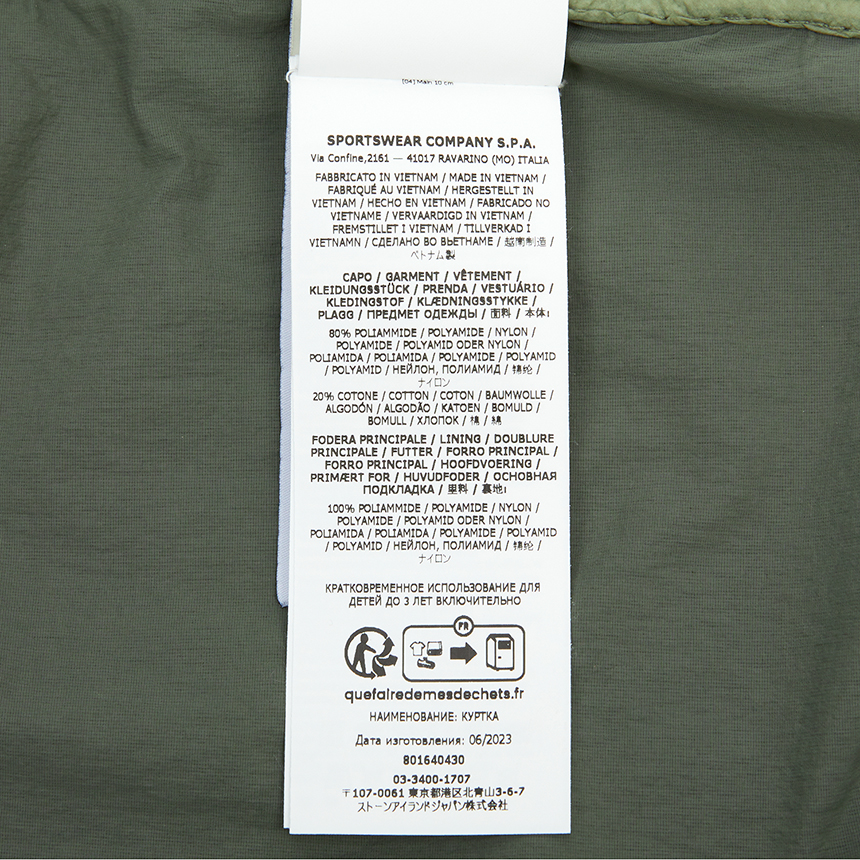 [04] Main 10 cm
SPORTSWEAR COMPANY S.P.A.
Via Confine,2161 — 41017 RAVARINO (MO) ITALIA
FABBRICATO IN VIETNAM / MADE IN VIETNAM /
FABRIQUÉ AU VIETNAM / HERGESTELLT IN
VIETNAM / HECHO EN VIETNAM / FABRICADO NO
VIETNAME / VERVAARDIGD IN VIETNAM /
FREMSTILLET I VIETNAM / TILLVERKAD I
VIETNAMN / СДЕЛАНО ВО ВЬЕТНАМЕ / 越南制造 /
ベトナム製
CAPO / GARMENT / VÊTEMENT /
KLEIDUNGSSTÜCK / PRENDA / VESTUÁRIO /
KLEDINGSTOF / KLÆDNINGSSTYKKE /
PLAGG / ПРЕДМЕТ ОДЕЖДЫ / 面料 / 本体:
80% POLIAMMIDE / POLYAMIDE / NYLON /
POLYAMIDE / POLYAMID ODER NYLON /
POLIAMIDA / POLIAMIDA / POLYAMIDE / POLYAMID
/ POLYAMID / НЕЙЛОН, ПОЛИАМИД / 锦纶 /
ナイロン
20% COTONE / COTTON / COTON / BAUMWOLLE /
ALGODÓN / ALGODÃO / KATOEN / BOMULD /
BOMULL / ХЛОПОК / 棉 / 綿
FODERA PRINCIPALE / LINING / DOUBLURE
PRINCIPALE / FUTTER / FORRO PRINCIPAL /
FORRO PRINCIPAL / HOOFDVOERING /
PRIMÆRT FOR / HUVUDFODER / ОСНОВНАЯ
ПОДКЛАДКА / 里料 / 裏地:
100% POLIAMMIDE / POLYAMIDE / NYLON /
POLYAMIDE / POLYAMID ODER NYLON /
POLIAMIDA / POLIAMIDA / POLYAMIDE / POLYAMID
/ POLYAMID / НЕЙЛОН, ПОЛИАМИД / 锦纶 /
ナイロン
КРАТКОВРЕМЕННОЕ ИСПОЛЬЗОВАНИЕ ДЛЯ
ДЕТЕЙ ДО 3 ЛЕТ ВКЛЮЧИТЕЛЬНО
FR
quefairedemesdechets.fr
НАИМЕНОВАНИЕ: КУРТКА
Дата изготовления: 06/2023
801640430
03-3400-1707
〒107-0061 東京都港区北青山3-6-7
ストーンアイランドジャパン株式会社